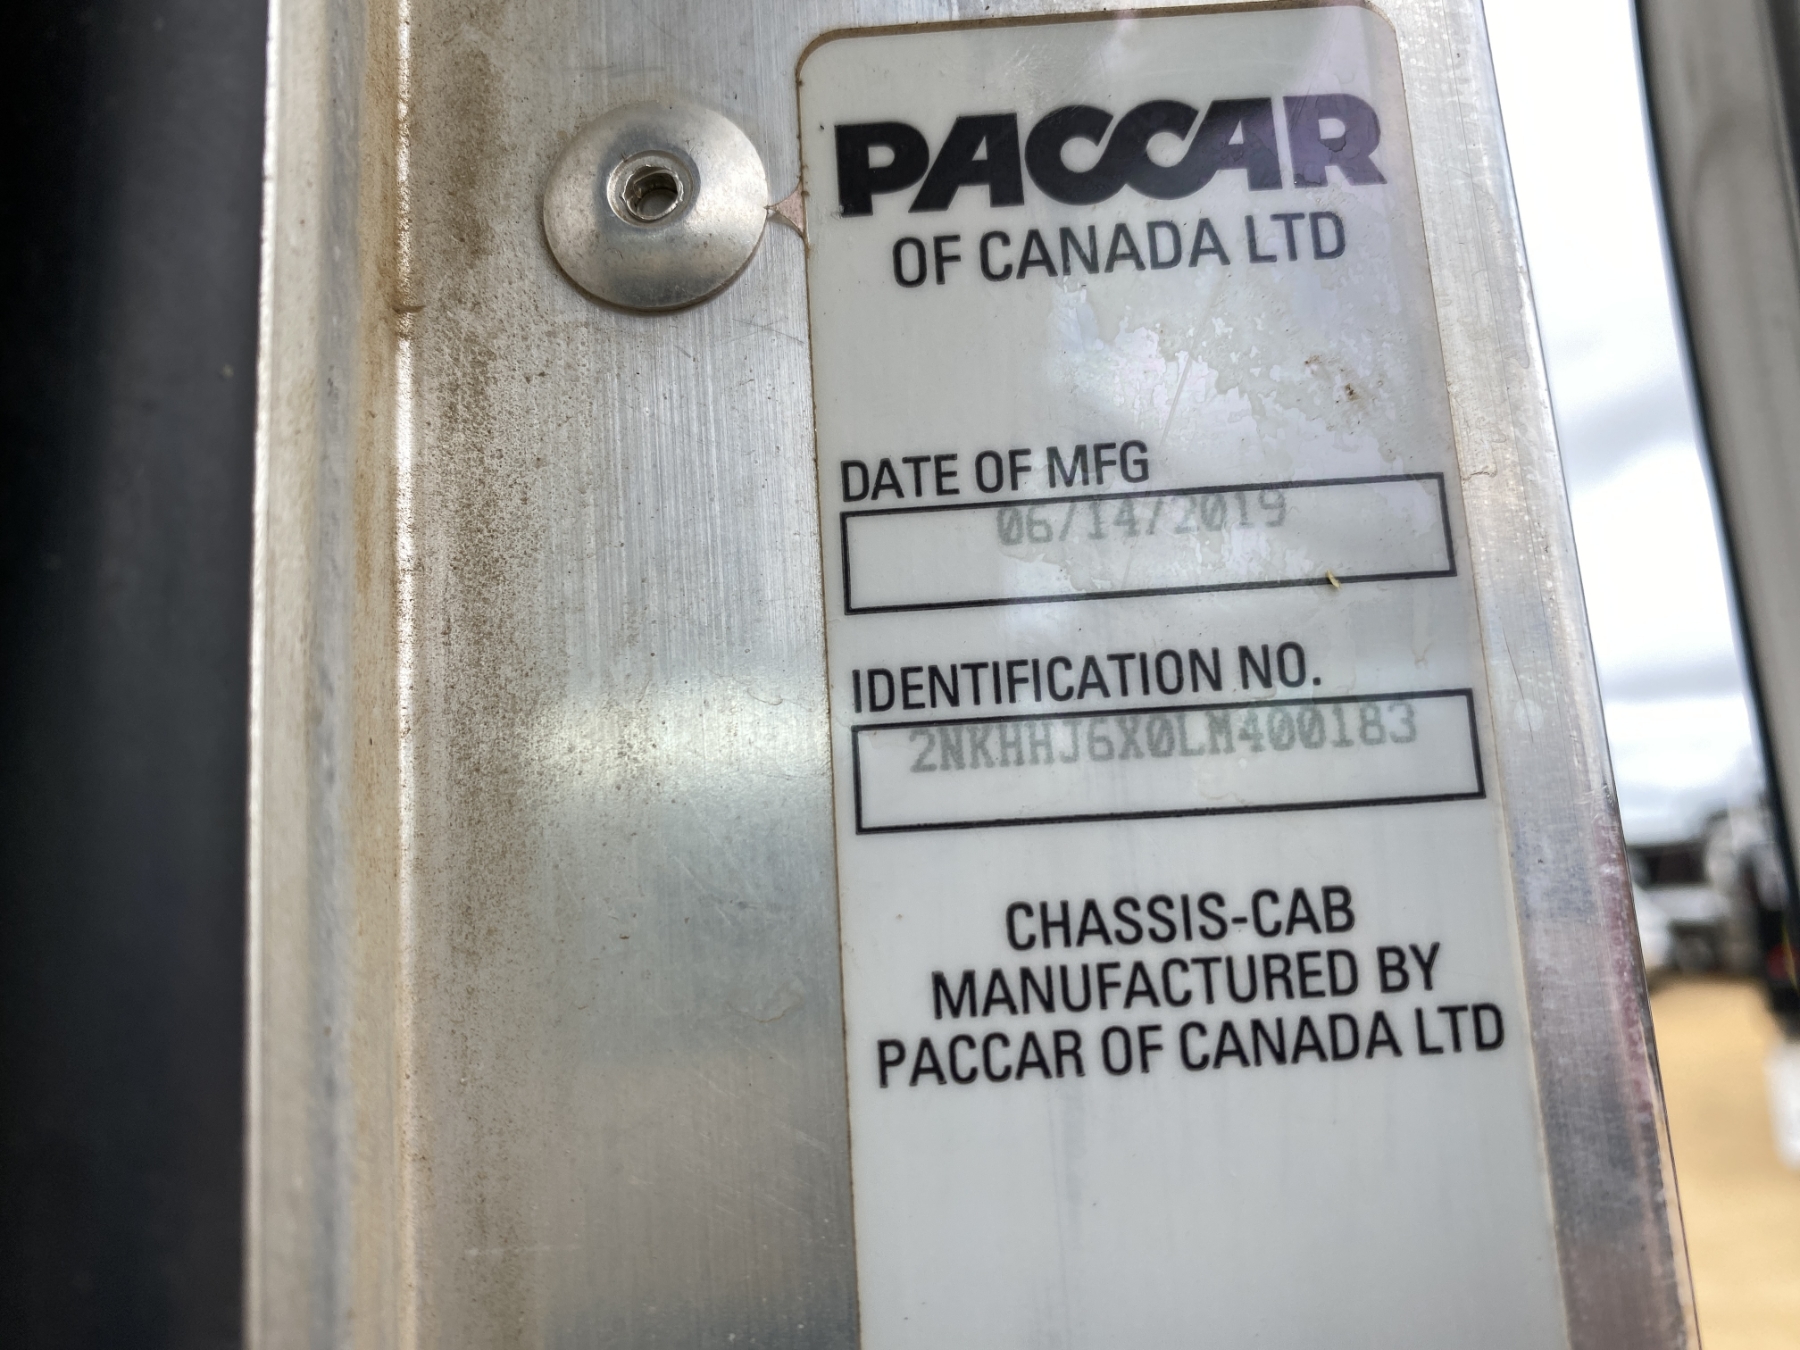 PACCAR
OF CANADA LTD
DATE OF MFG
06/14/2019
IDENTIFICATION NO.
2NKHHJ6X0LM400183
CHASSIS-CAB
MANUFACTURED BY
PACCAR OF CANADA LTD